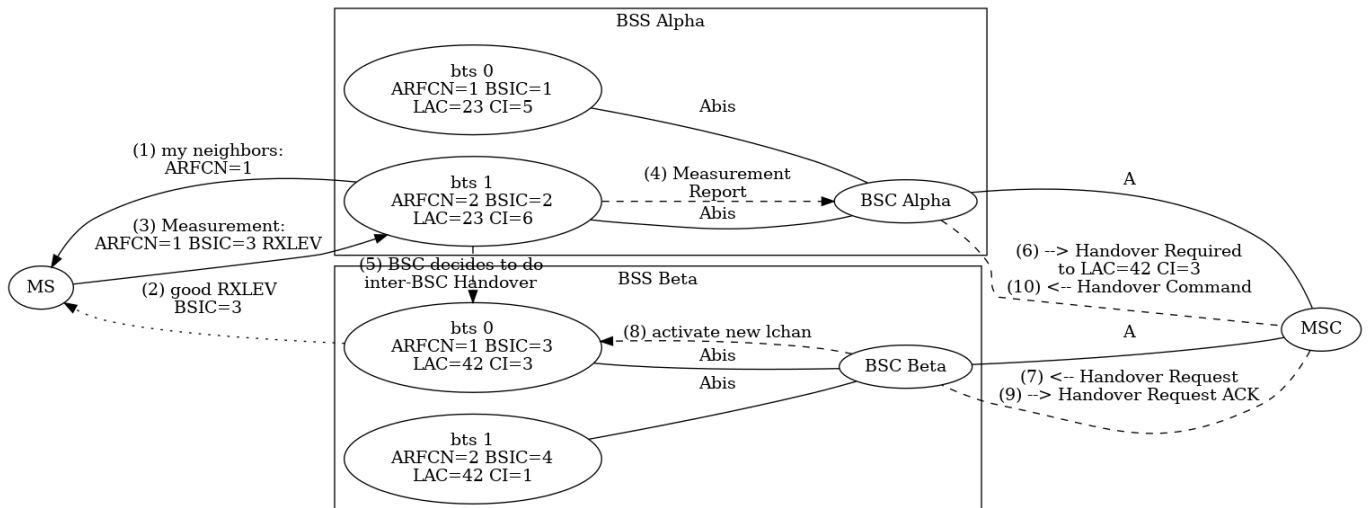 BSS Alpha
bts 0
ARFCN=1 BSIC=1
LAC=23 CI=5
Abis
(1) my neighbors:
ARFCN=1
bts 1
ARFCN=2 BSIC=2
LAC=23 CI=6
(4) Measurement
Report
Abis
BSC Alpha
A
(3) Measurement:
ARFCN=1 BSIC=3 RXLEV
(6) --> Handover Required
to LAC=42 CI=3
(10) <-- Handover Command
(5) BSC decides to do
inter-BSC Handover
BSS Beta
MS
(2) good RXLEV
BSIC=3
bts 0
ARFCN=1 BSIC=3
LAC=42 CI=3
(8) activate new lchan
Abis
Abis
BSC Beta
A
MSC
(7) <-- Handover Request
(9) --> Handover Request ACK
bts 1
ARFCN=2 BSIC=4
LAC=42 CI=1